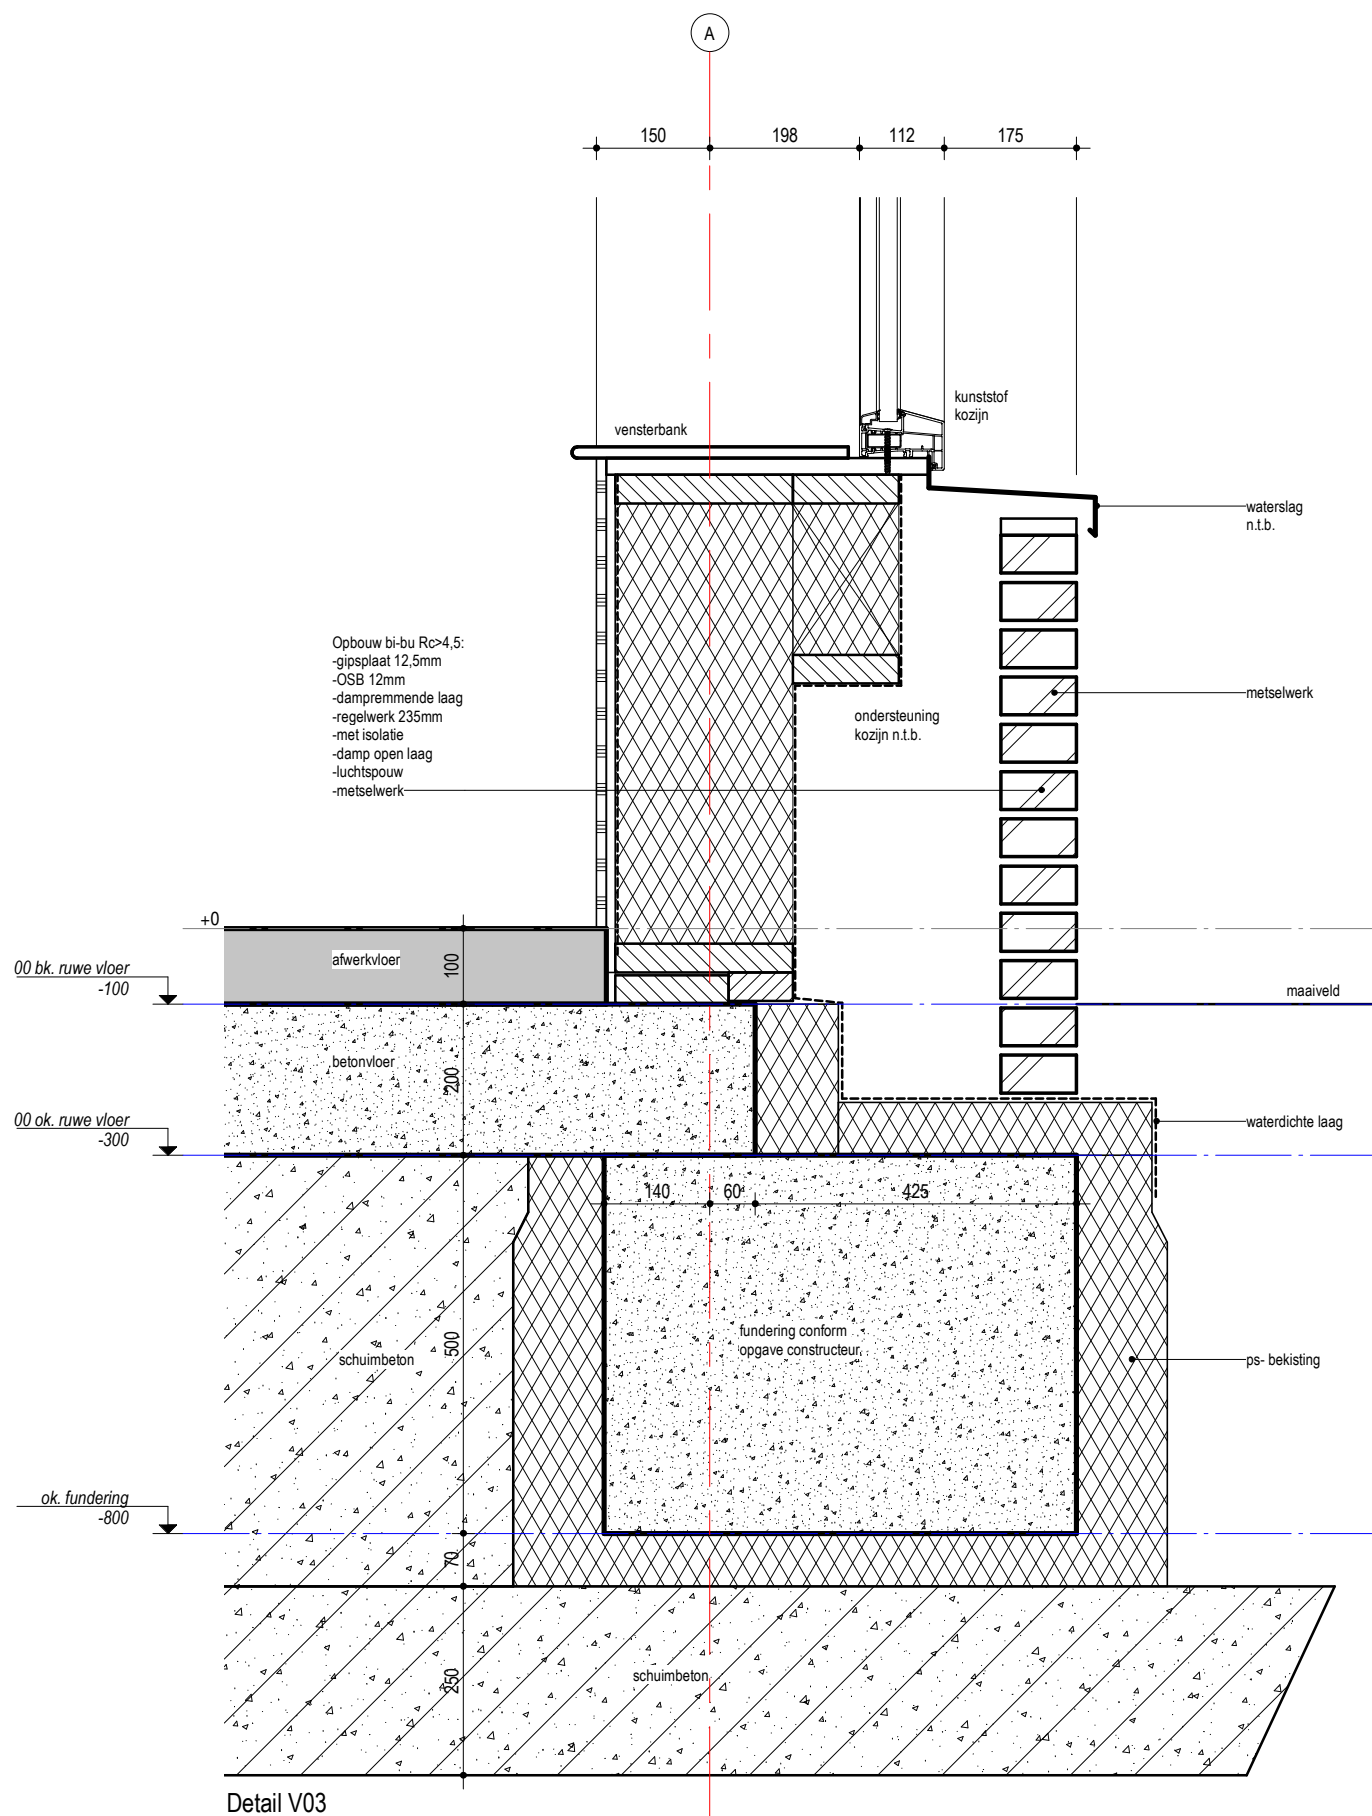 A
150
198
112
175
kunststof
kozijn
vensterbank
waterslag
n.t.b.
Opbouw bi-bu Rc>4,5:
-gipsplaat 12,5mm
-OSB 12mm
-dampremmende laag
-regelwerk 235mm
-met isolatie
-damp open laag
-luchtspouw
-metselwerk
metselwerk
ondersteuning
kozijn n.t.b.
+0
afwerkvloer
100
00 bk. ruwe vloer
-100
maaiveld
betonvloer
200
00 ok. ruwe vloer
-300
waterdichte laag
140
60
425
fundering conform
opgave constructeur
schuimbeton
500
ps- bekisting
ok. fundering
-800
70
schuimbeton
250
Detail V03